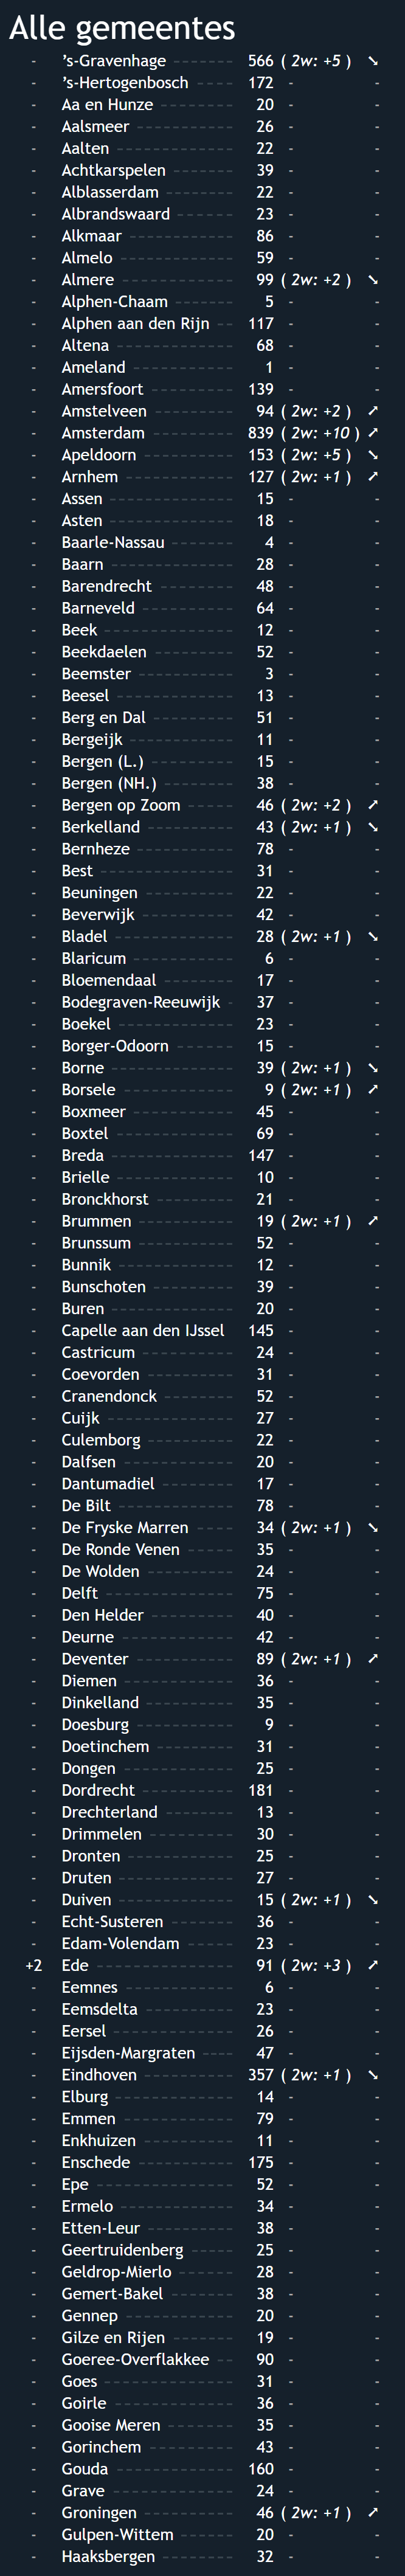 Alle gemeentes
- ’s-Gravenhage ------- 566 ( 2w: +5 ) ➘
- ’s-Hertogenbosch ----- 172 - -
- Aa en Hunze --------- 20 - -
- Aalsmeer ----------- 26 - -
- Aalten ------------- 22 - -
- Achtkarspelen ------- 39 - -
- Alblasserdam -------- 22 - -
- Albrandswaard ------- 23 - -
- Alkmaar ------------ 86 - -
- Almelo ------------- 59 - -
- Almere ------------- 99 ( 2w: +2 ) ➘
- Alphen-Chaam ------- 5 - -
- Alphen aan den Rijn -- 117 - -
- Altena ------------- 68 - -
- Ameland ----------- 1 - -
- Amersfoort --------- 139 - -
- Amstelveen --------- 94 ( 2w: +2 ) ➚
- Amsterdam --------- 839 ( 2w: +10 ) ➚
- Apeldoorn ---------- 153 ( 2w: +5 ) ➘
- Arnhem ------------ 127 ( 2w: +1 ) ➚
- Assen ------------- 15 - -
- Asten ------------- 18 - -
- Baarle-Nassau ------- 4 - -
- Baarn ------------- 28 - -
- Barendrecht -------- 48 - -
- Barneveld ---------- 64 - -
- Beek -------------- 12 - -
- Beekdaelen --------- 52 - -
- Beemster ----------- 3 - -
- Beesel ------------- 13 - -
- Berg en Dal --------- 51 - -
- Bergeijk ----------- 11 - -
- Bergen (L.) --------- 15 - -
- Bergen (NH.) -------- 38 - -
- Bergen op Zoom ------ 46 ( 2w: +2 ) ➚
- Berkelland ---------- 43 ( 2w: +1 ) ➘
- Bernheze ----------- 78 - -
- Best -------------- 31 - -
- Beuningen ---------- 22 - -
- Beverwijk ---------- 42 - -
- Bladel ------------- 28 ( 2w: +1 ) ➘
- Blaricum ----------- 6 - -
- Bloemendaal -------- 17 - -
- Bodegraven-Reeuwijk - 37 - -
- Boekel ------------ 23 - -
- Borger-Odoorn ------ 15 - -
- Borne ------------- 39 ( 2w: +1 ) ➘
- Borsele ------------ 9 ( 2w: +1 ) ➚
- Boxmeer ----------- 45 - -
- Boxtel ------------- 69 - -
- Breda ------------- 147 - -
- Brielle ------------ 10 - -
- Bronckhorst --------- 21 - -
- Brummen ---------- 19 ( 2w: +1 ) ➚
- Brunssum ---------- 52 - -
- Bunnik ------------ 12 - -
- Bunschoten --------- 39 - -
- Buren ------------- 20 - -
- Capelle aan den IJssel 145 - -
- Castricum ---------- 24 - -
- Coevorden ---------- 31 - -
- Cranendonck -------- 52 - -
- Cuijk ------------- 27 - -
- Culemborg ---------- 22 - -
- Dalfsen ------------ 20 - -
- Dantumadiel -------- 17 - -
- De Bilt ------------ 78 - -
- De Fryske Marren ----- 34 ( 2w: +1 ) ➘
- De Ronde Venen ------ 35 - -
- De Wolden ---------- 24 - -
- Delft -------------- 75 - -
- Den Helder --------- 40 - -
- Deurne ------------ 42 - -
- Deventer ----------- 89 ( 2w: +1 ) ➚
- Diemen ------------ 36 - -
- Dinkelland ---------- 35 - -
- Doesburg ----------- 9 - -
- Doetinchem --------- 31 - -
- Dongen ------------ 25 - -
- Dordrecht ---------- 181 - -
- Drechterland -------- 13 - -
- Drimmelen --------- 30 - -
- Dronten ------------ 25 - -
- Druten ------------ 27 - -
- Duiven ------------ 15 ( 2w: +1 ) ➘
- Echt-Susteren ------- 36 - -
- Edam-Volendam ------ 23 - -
+2 Ede -------------- 91 ( 2w: +3 ) ➚
- Eemnes ------------ 6 - -
- Eemsdelta ---------- 23 - -
- Eersel ------------- 26 - -
- Eijsden-Margraten ---- 47 - -
- Eindhoven ---------- 357 ( 2w: +1 ) ➘
- Elburg ------------- 14 - -
- Emmen ------------ 79 - -
- Enkhuizen ---------- 11 - -
- Enschede ----------- 175 - -
- Epe --------------- 52 - -
- Ermelo ------------ 34 - -
- Etten-Leur --------- 38 - -
- Geertruidenberg ----- 25 - -
- Geldrop-Mierlo ------ 28 - -
- Gemert-Bakel ------- 38 - -
- Gennep ------------ 20 - -
- Gilze en Rijen ------- 19 - -
- Goeree-Overflakkee -- 90 - -
- Goes -------------- 31 - -
- Goirle ------------- 36 - -
- Gooise Meren ------- 35 - -
- Gorinchem ---------- 43 - -
- Gouda ------------- 160 - -
- Grave ------------- 24 - -
- Groningen ---------- 46 ( 2w: +1 ) ➚
- Gulpen-Wittem ------ 20 - -
- Haaksbergen -------- 32 - -